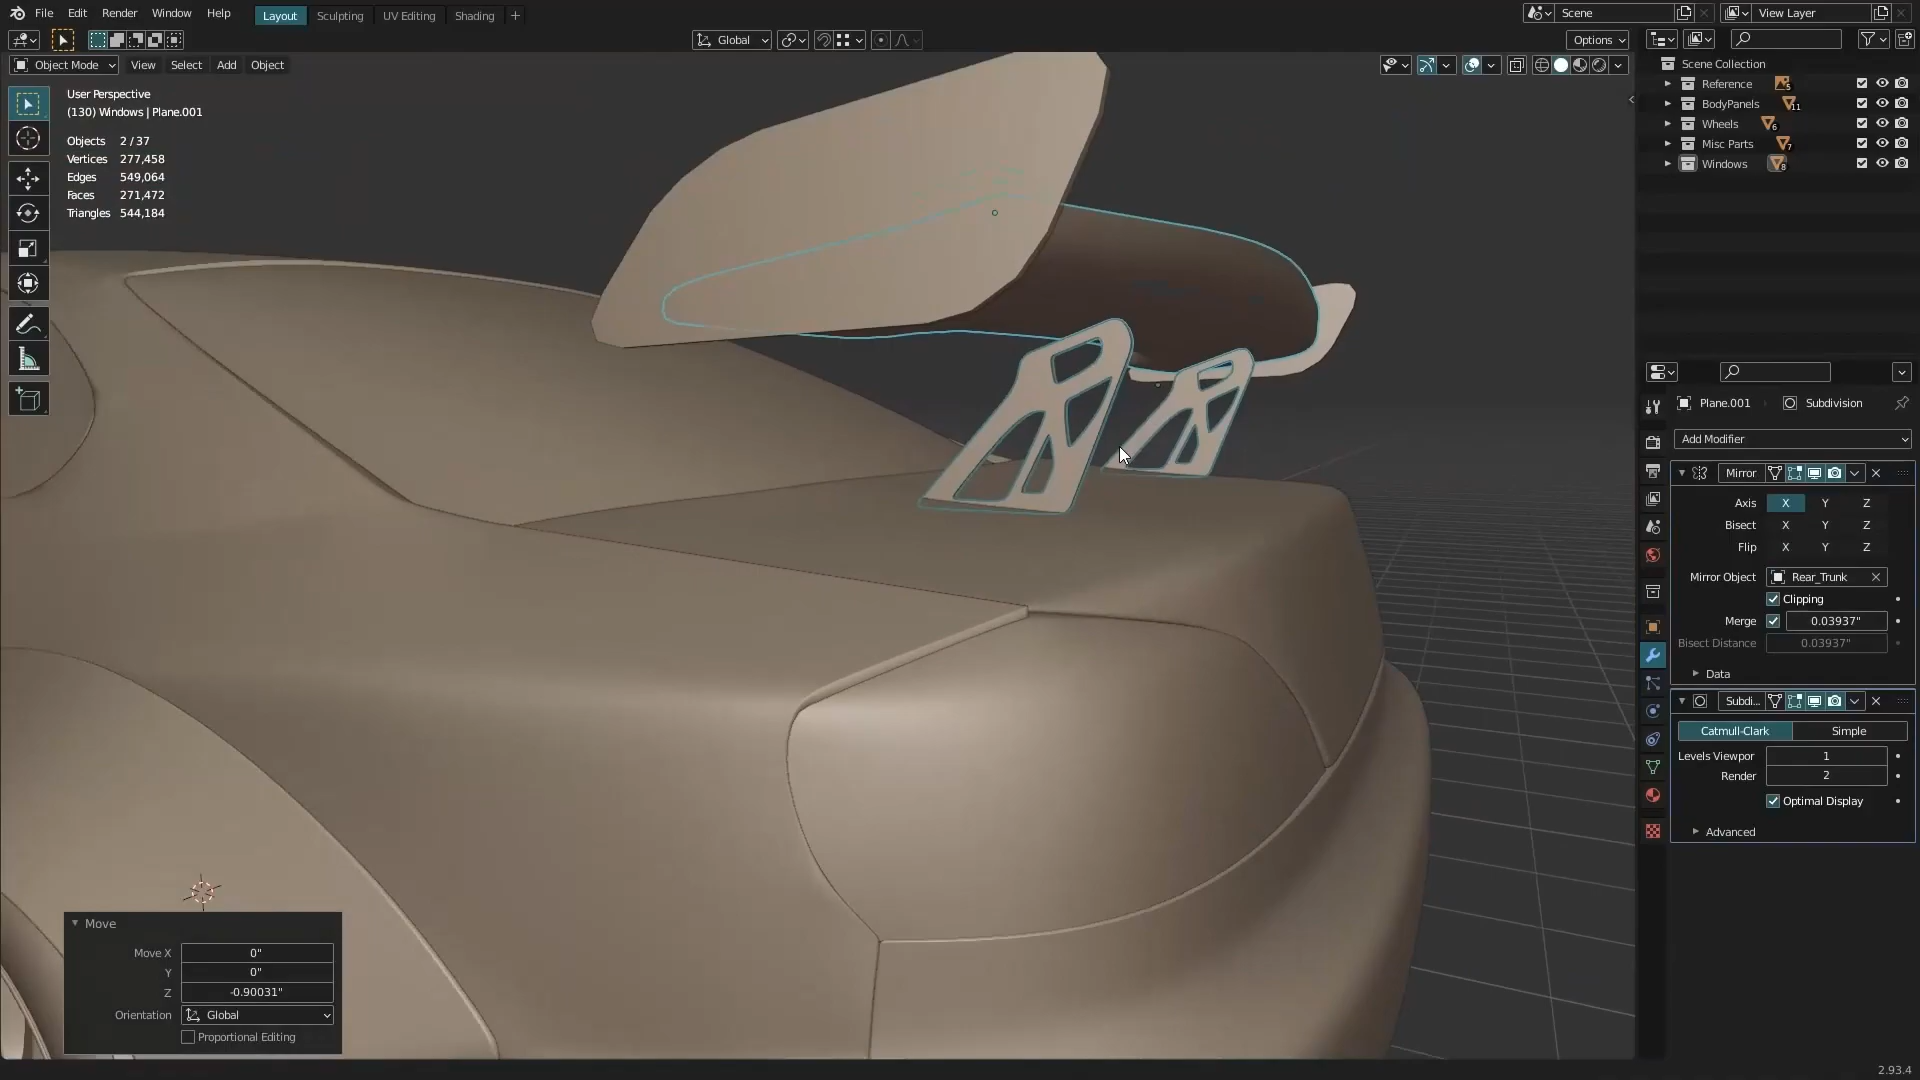 File Edit Render Window Help
Layout Sculpting UV Editing Shading +
Scene
View Layer
Global
Options
Object Mode View Select Add Object
User Perspective
(130) Windows | Plane.001
Objects 2 / 37
Vertices 277,458
Edges 549,064
Faces 271,472
Triangles 544,184
Scene Collection
Reference 5
BodyPanels 11
Wheels 6
Misc Parts 7
Windows 8
Plane.001 › Subdivision
Add Modifier
Mirror
Axis X Y Z
Bisect X Y Z
Flip X Y Z
Mirror Object Rear_Trunk
Clipping
Merge 0.03937"
Bisect Distance 0.03937"
Data
Subdi...
Catmull-Clark Simple
Levels Viewpor 1
Render 2
Optimal Display
Advanced
Move
Move X 0"
Y 0"
Z -0.90031"
Orientation Global
Proportional Editing
2.93.4